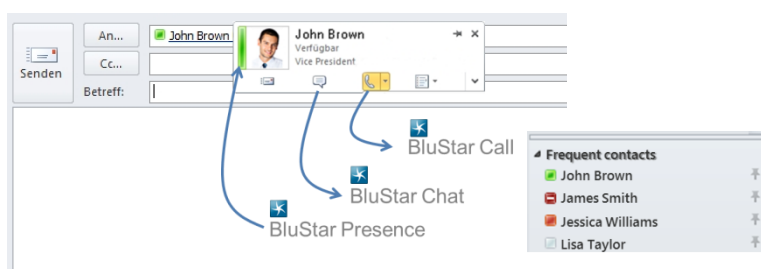 An...
John Brown
John Brown
Verfügbar
Vice President
Senden
Cc...
Betreff:
BluStar Call
BluStar Chat
BluStar Presence
Frequent contacts
John Brown
James Smith
Jessica Williams
Lisa Taylor